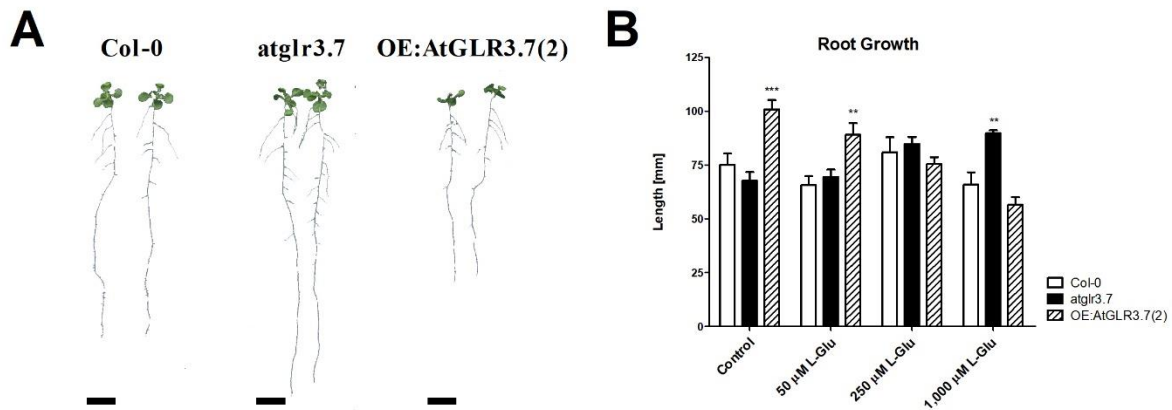 A
Col-0
atglr3.7
OE:AtGLR3.7(2)
B
Root Growth
Length [mm]
125
100
75
50
25
0
***
**
**
Control
50 µM L-Glu
250 µM L-Glu
1,000 µM L-Glu
Col-0
atglr3.7
OE:AtGLR3.7(2)